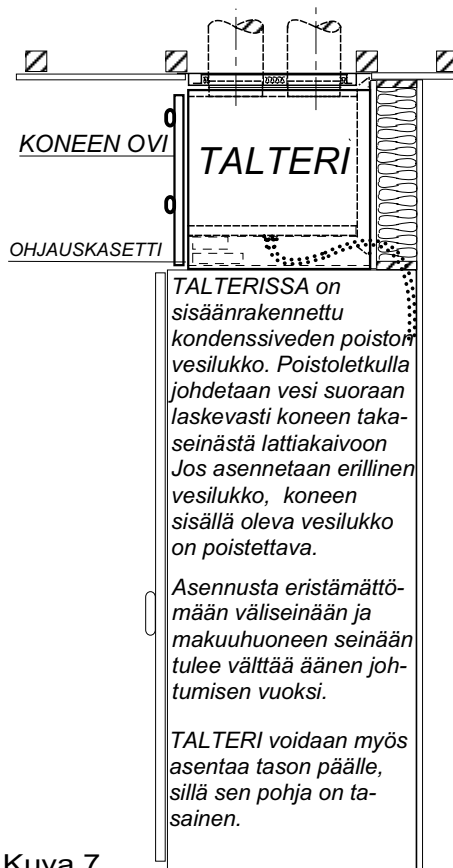 KONEEN OVI
TALTERI
OHJAUSKASETTI
TALTERISSA on
sisäänrakennettu
kondenssiveden poiston
vesilukko. Poistoletkulla
johdetaan vesi suoraan
laskevasti koneen taka-
seinästä lattiakaivoon
Jos asennetaan erillinen
vesilukko, koneen
sisällä oleva vesilukko
on poistettava.
Asennusta eristämättö-
mään väliseinään ja
makuuhuoneen seinään
tulee välttää äänen joh-
tumisen vuoksi.
TALTERI voidaan myös
asentaa tason päälle,
sillä sen pohja on ta-
sainen.
Kuva 7